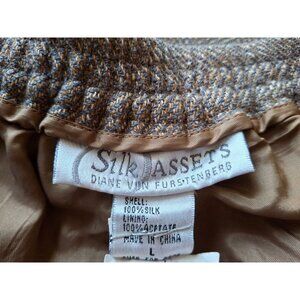 Silk ASSETS
DIANE VON FURSTENBERG
SHELL:
100%SILK
LINING:
100%ACETATE
MADE IN CHINA
L